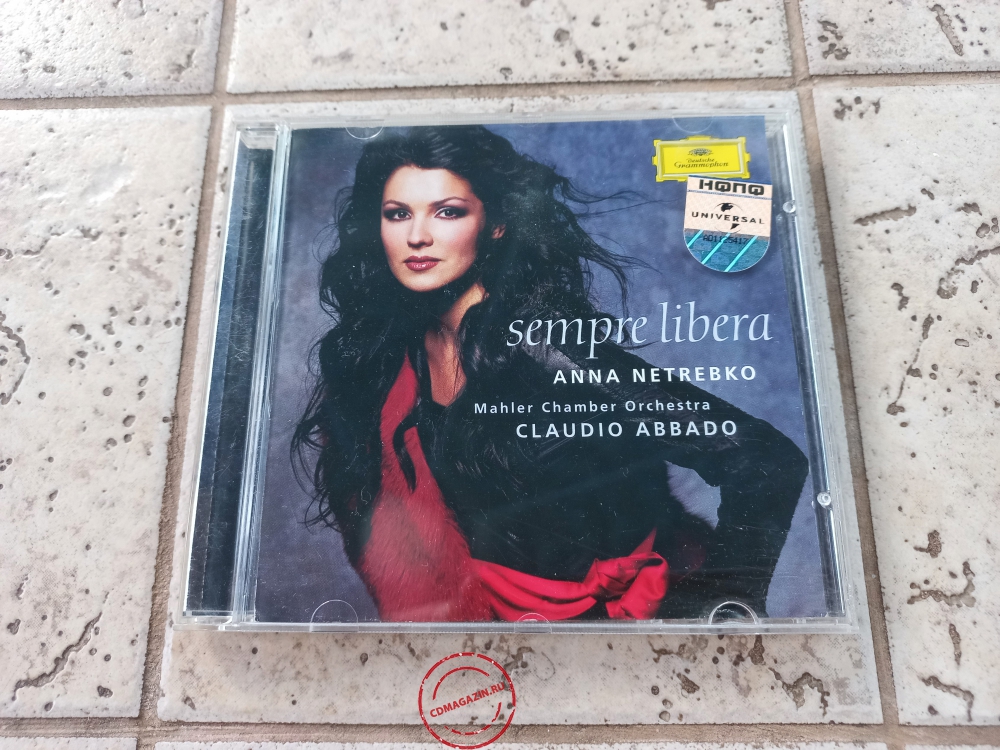 Deutsche
Grammophon
НФПФ
UNIVERSAL
sempre libera
ANNA NETREBKO
Mahler Chamber Orchestra
CLAUDIO ABBADO
CDMAGAZIN.RU